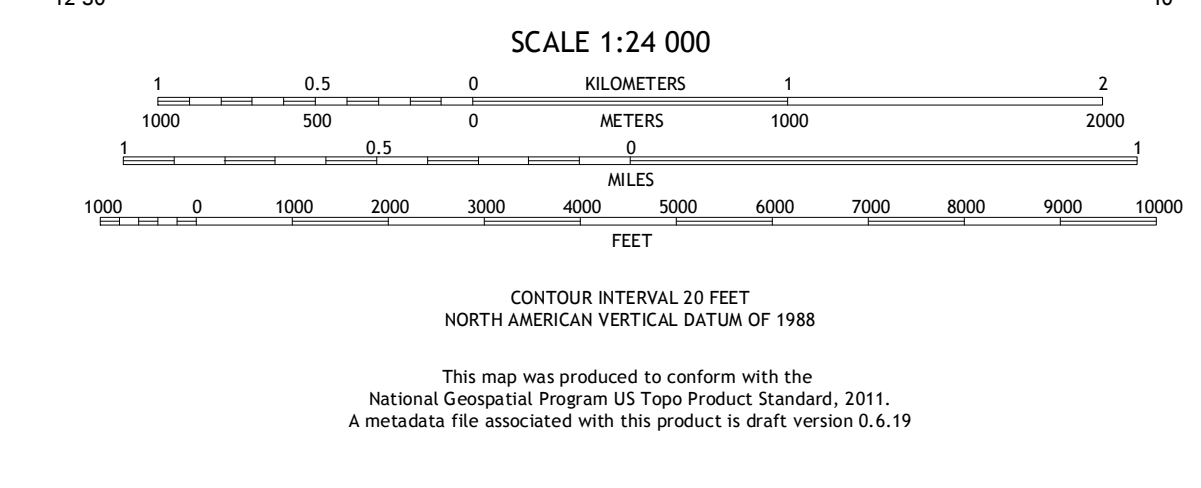 SCALE 1:24 000
1 0.5 0 KILOMETERS 1 2
1000 500 0 METERS 1000 2000
1 0.5 0 1
MILES
1000 0 1000 2000 3000 4000 5000 6000 7000 8000 9000 10000
FEET
CONTOUR INTERVAL 20 FEET
NORTH AMERICAN VERTICAL DATUM OF 1988
This map was produced to conform with the
National Geospatial Program US Topo Product Standard, 2011.
A metadata file associated with this product is draft version 0.6.19